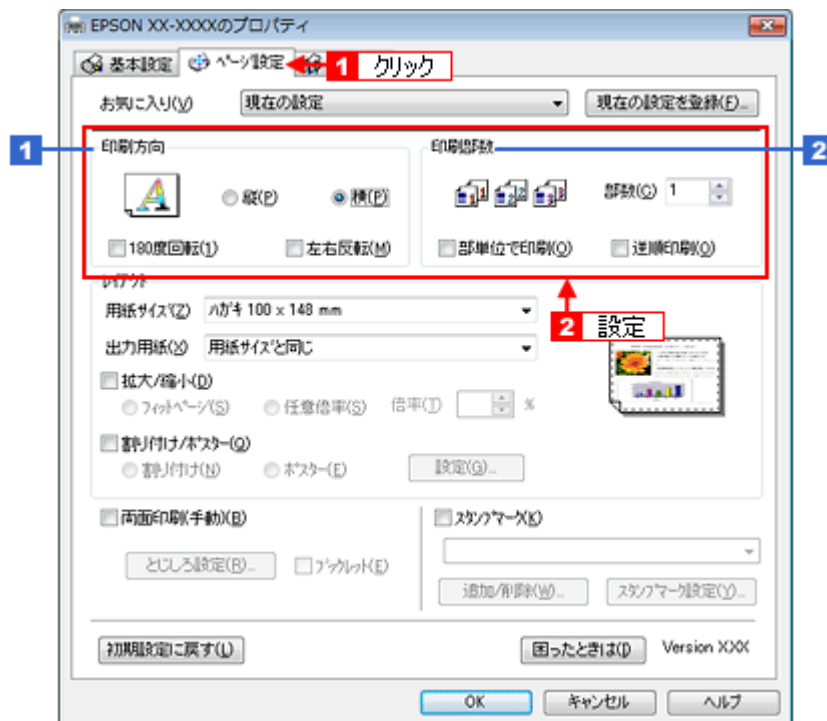 EPSON XX-XXXXのプロパティ
基本設定 ページ設定 1 クリック
お気に入り(V) 現在の設定 現在の設定を登録(F)...
1 印刷方向 印刷部数 2
A 縦(P) 横(P) 1 1 2 2 3 3 部数(C) 1
180度回転(1) 左右反転(M) 部単位で印刷(O) 逆順印刷(O)
レイアウト
2 設定
用紙サイズ(Z) ハガキ 100 x 148 mm
出力用紙(X) 用紙サイズと同じ
拡大/縮小(D)
フィットページ(S) 任意倍率(S) 倍率(T) %
割り付け/ポスター(Q)
割り付け(N) ポスター(E) 設定(G)...
両面印刷(手動)(B) スタンプマーク(K)
とじしろ設定(R)... ブックレット(E)
追加/削除(W)... スタンプマーク設定(Y)...
初期設定に戻す(L) 困ったときは(I) Version XXX
OK キャンセル ヘルプ